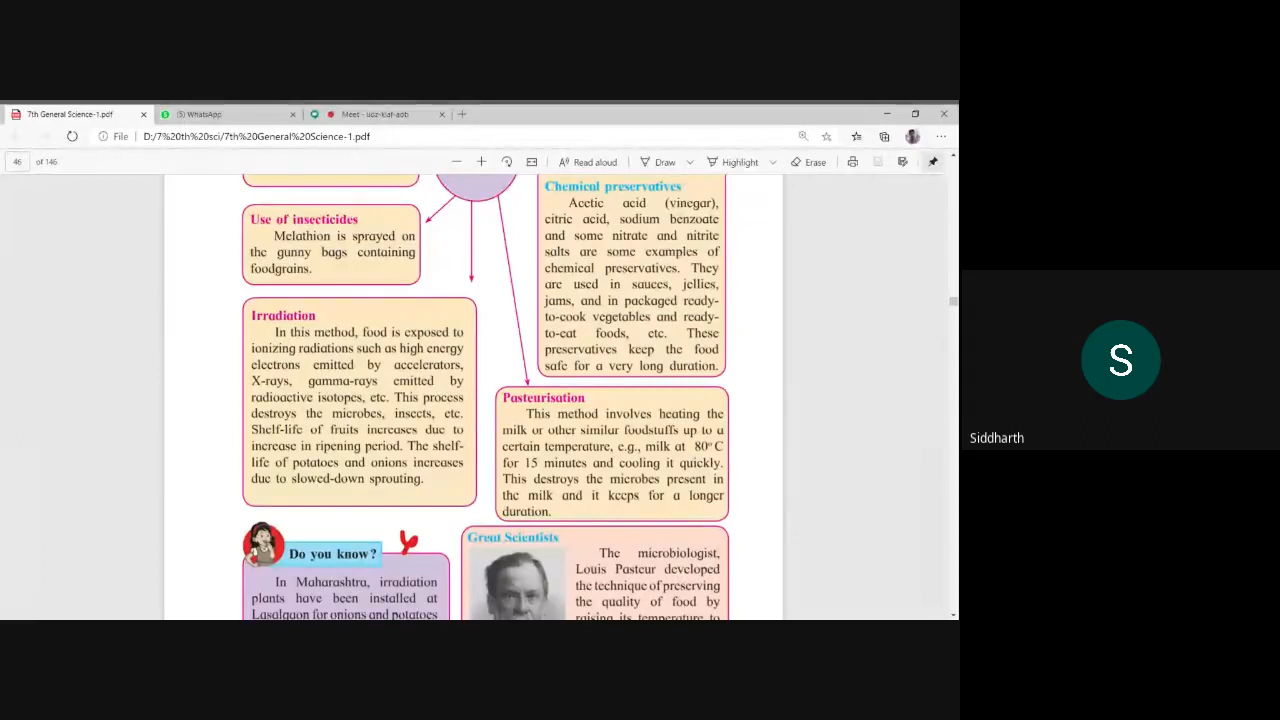 7th General Science-1.pdf
(5) WhatsApp
Meet - uoz-kiaf-adb
File
D:/7%20th%20sci/7th%20General%20Science-1.pdf
46 of 146
Read aloud
Draw
Highlight
Erase
Use of insecticides
Melathion is sprayed on
the gunny bags containing
foodgrains.
Chemical preservatives
Acetic acid (vinegar),
citric acid, sodium benzoate
and some nitrate and nitrite
salts are some examples of
chemical preservatives. They
are used in sauces, jellies,
jams, and in packaged ready-
to-cook vegetables and ready-
to-eat foods, etc. These
preservatives keep the food
safe for a very long duration.
Irradiation
In this method, food is exposed to
ionizing radiations such as high energy
electrons emitted by accelerators,
X-rays, gamma-rays emitted by
radioactive isotopes, etc. This process
destroys the microbes, insects, etc.
Shelf-life of fruits increases due to
increase in ripening period. The shelf-
life of potatoes and onions increases
due to slowed-down sprouting.
Pasteurisation
This method involves heating the
milk or other similar foodstuffs up to a
certain temperature, e.g., milk at 80° C
for 15 minutes and cooling it quickly.
This destroys the microbes present in
the milk and it keeps for a longer
duration.
Do you know?
In Maharashtra, irradiation
plants have been installed at
Lasalgaon for onions and potatoes
Great Scientists
The microbiologist,
Louis Pasteur developed
the technique of preserving
the quality of food by
raising its temperature to
S
Siddharth